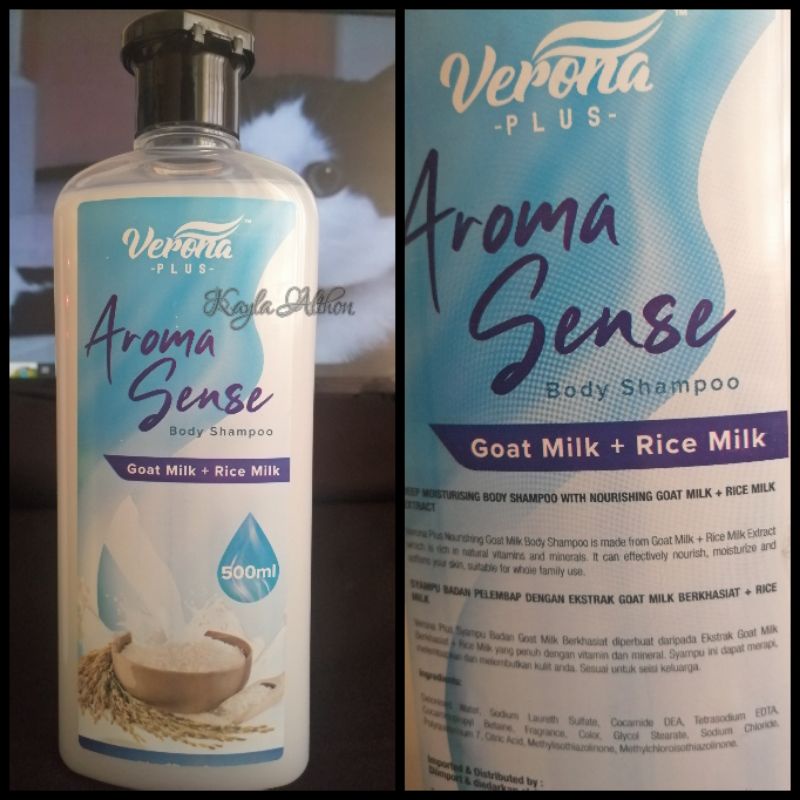 Verona
-PLUS-
TM
Aroma
Sense
Body Shampoo
Goat Milk + Rice Milk
500ml
Kayla Althon
TM
Verona
-PLUS-
Aroma
Sense
Body Shampoo
Goat Milk + Rice Milk
MOISTURISING BODY SHAMPOO WITH NOURISHING GOAT MILK + RICE MILK
EXTRACT
Verona Plus Nourishing Goat Milk Body Shampoo is made from Goat Milk + Rice Milk Extract
which is rich in natural vitamins and minerals. It can effectively nourish, moisturize and
your skin, suitable for whole family use.
SYAMPU BADAN PELEMBAP DENGAN EKSTRAK GOAT MILK BERKHASIAT + RICE
MILK
Verona Plus Syampu Badan Goat Milk Berkhasiat diperbuat daripada Ekstrak Goat Milk
Berkhasiat + Rice Milk yang penuh dengan vitamin dan mineral. Syampu ini dapat merapi,
melembapkan dan melembutkan kulit anda. Sesuai untuk seisi keluarga.
Ingredients:
Water, Sodium Laureth Sulfate, Cocamide DEA, Tetrasodium EDTA,
Betaine, Fragrance, Color, Glycol Stearate, Sodium Chloride,
7, Citric Acid, Methylisothiazolinone, Methylchloroisothiazolinone.
Imported & Distributed by :
Diimport & diedarkan